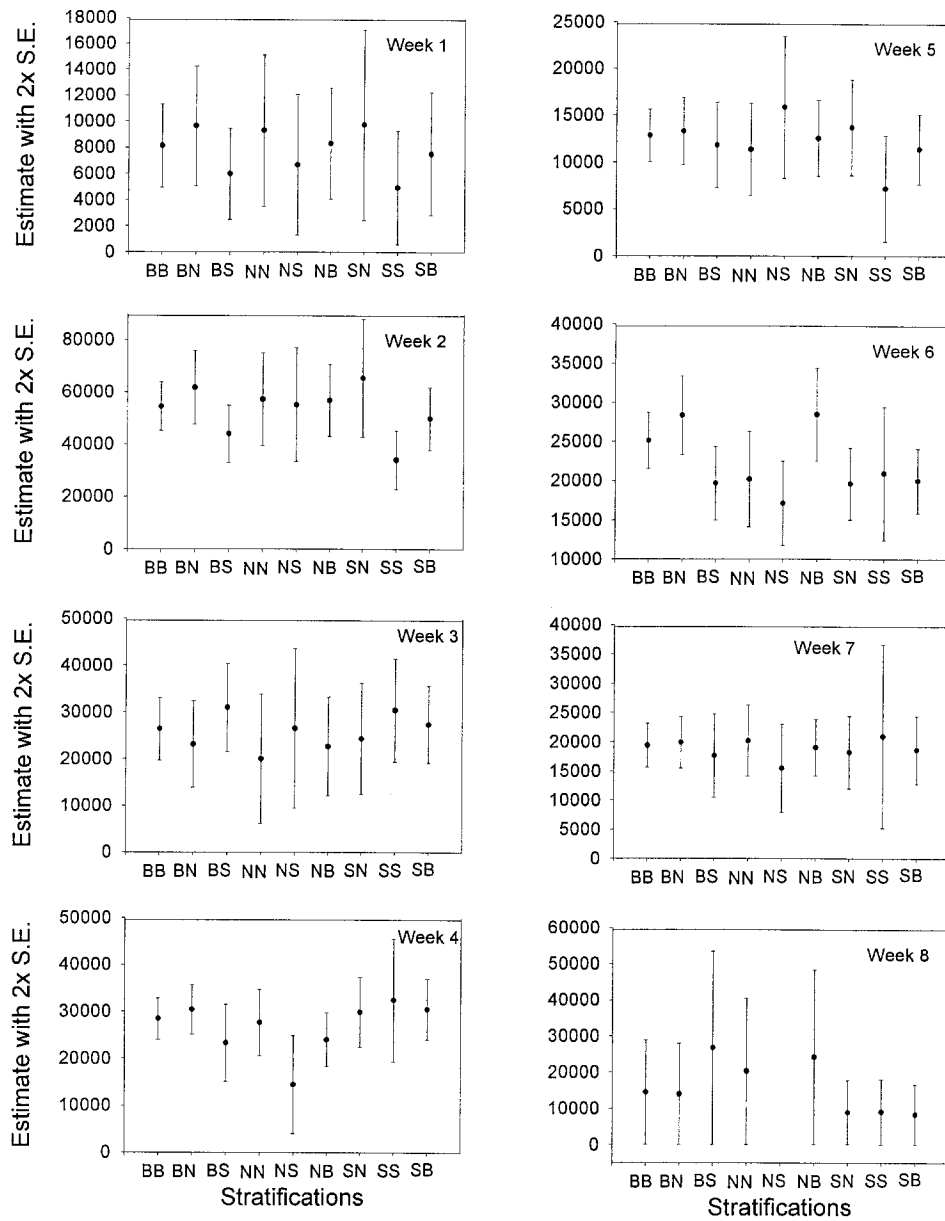 Estimate with 2x S.E.
18000
16000
14000
12000
10000
8000
6000
4000
2000
0
Week 1
BB BN BS NN NS NB SN SS SB
25000
20000
15000
10000
5000
0
Week 5
BB BN BS NN NS NB SN SS SB
Estimate with 2x S.E.
80000
60000
40000
20000
0
Week 2
BB BN BS NN NS NB SN SS SB
40000
35000
30000
25000
20000
15000
10000
Week 6
BB BN BS NN NS NB SN SS SB
Estimate with 2x S.E.
50000
40000
30000
20000
10000
0
Week 3
BB BN BS NN NS NB SN SS SB
40000
35000
30000
25000
20000
15000
10000
5000
0
Week 7
BB BN BS NN NS NB SN SS SB
Estimate with 2x S.E.
50000
40000
30000
20000
10000
0
Week 4
BB BN BS NN NS NB SN SS SB
Stratifications
60000
50000
40000
30000
20000
10000
0
Week 8
BB BN BS NN NS NB SN SS SB
Stratifications